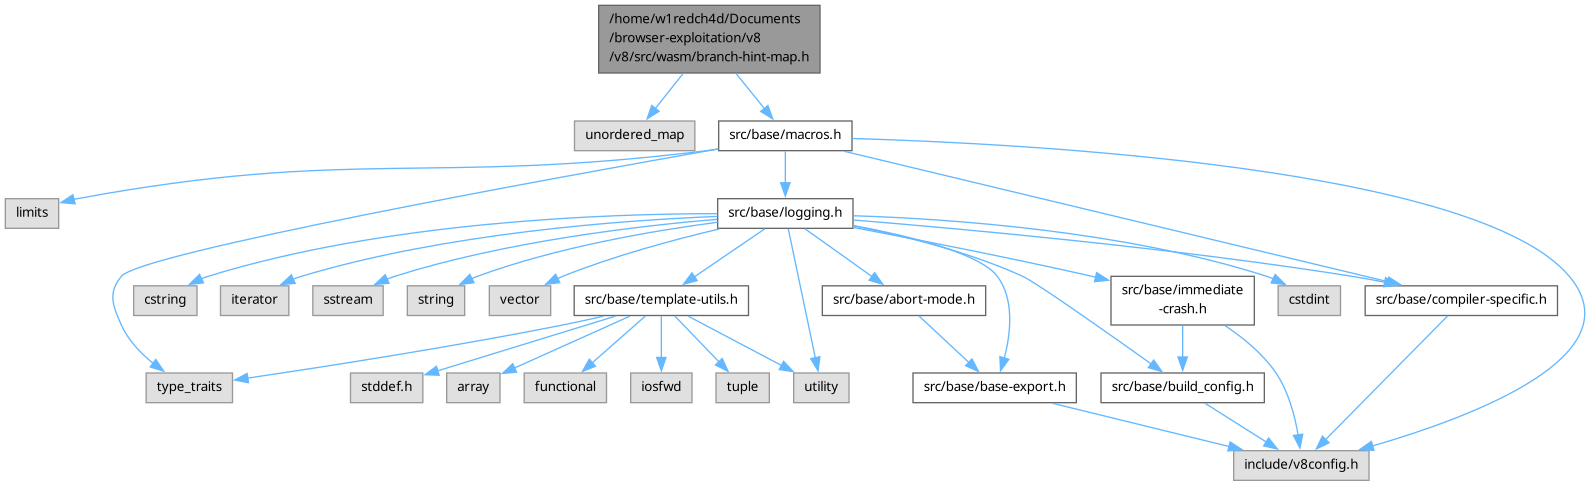 /home/w1redch4d/Documents
/browser-exploitation/v8
/v8/src/wasm/branch-hint-map.h
unordered_map
src/base/macros.h
limits
src/base/logging.h
cstring
iterator
sstream
string
vector
src/base/template-utils.h
src/base/abort-mode.h
src/base/immediate
-crash.h
cstdint
src/base/compiler-specific.h
type_traits
stddef.h
array
functional
iosfwd
tuple
utility
src/base/base-export.h
src/base/build_config.h
include/v8config.h